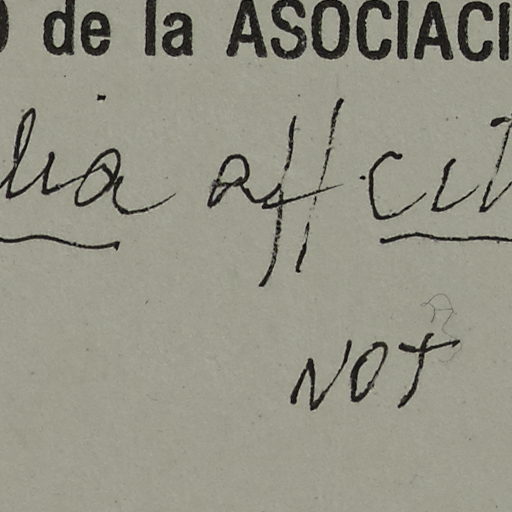 de la ASOCIACI
lia aff. cit
NOT